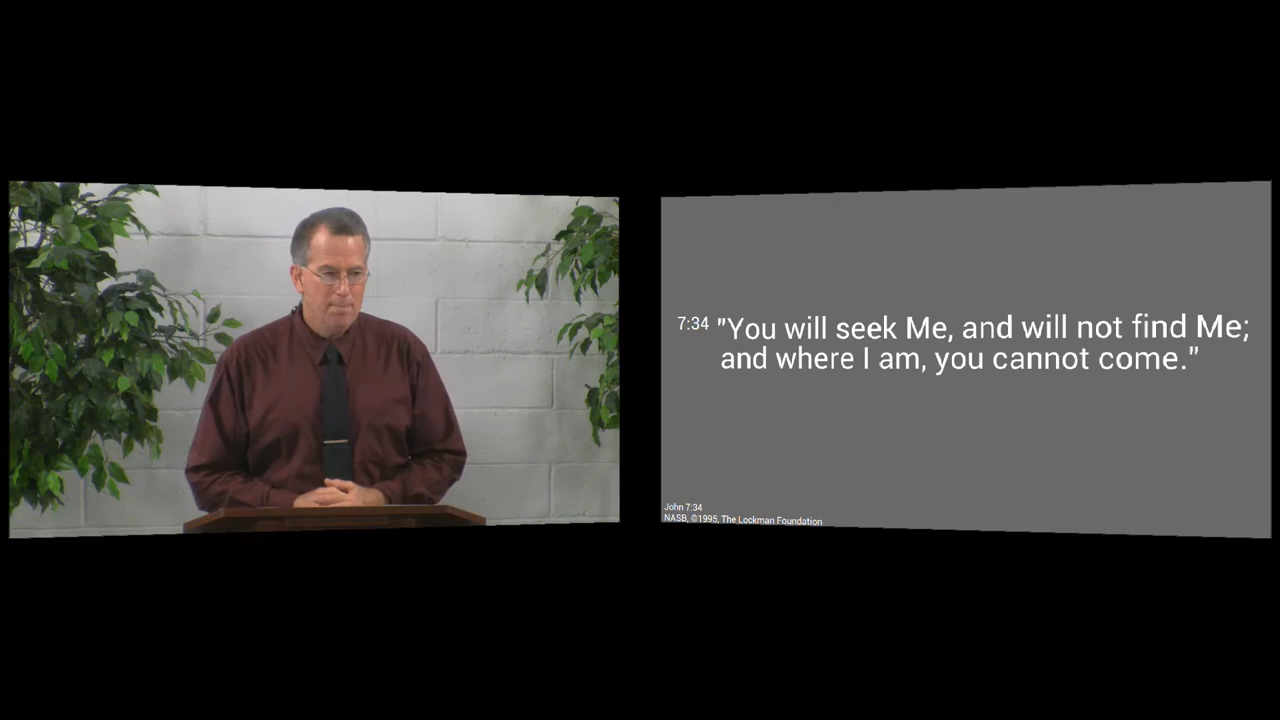 7:34 "You will seek Me, and will not find Me;
and where I am, you cannot come."
John 7:34
NASB, ©1995, The Lockman Foundation